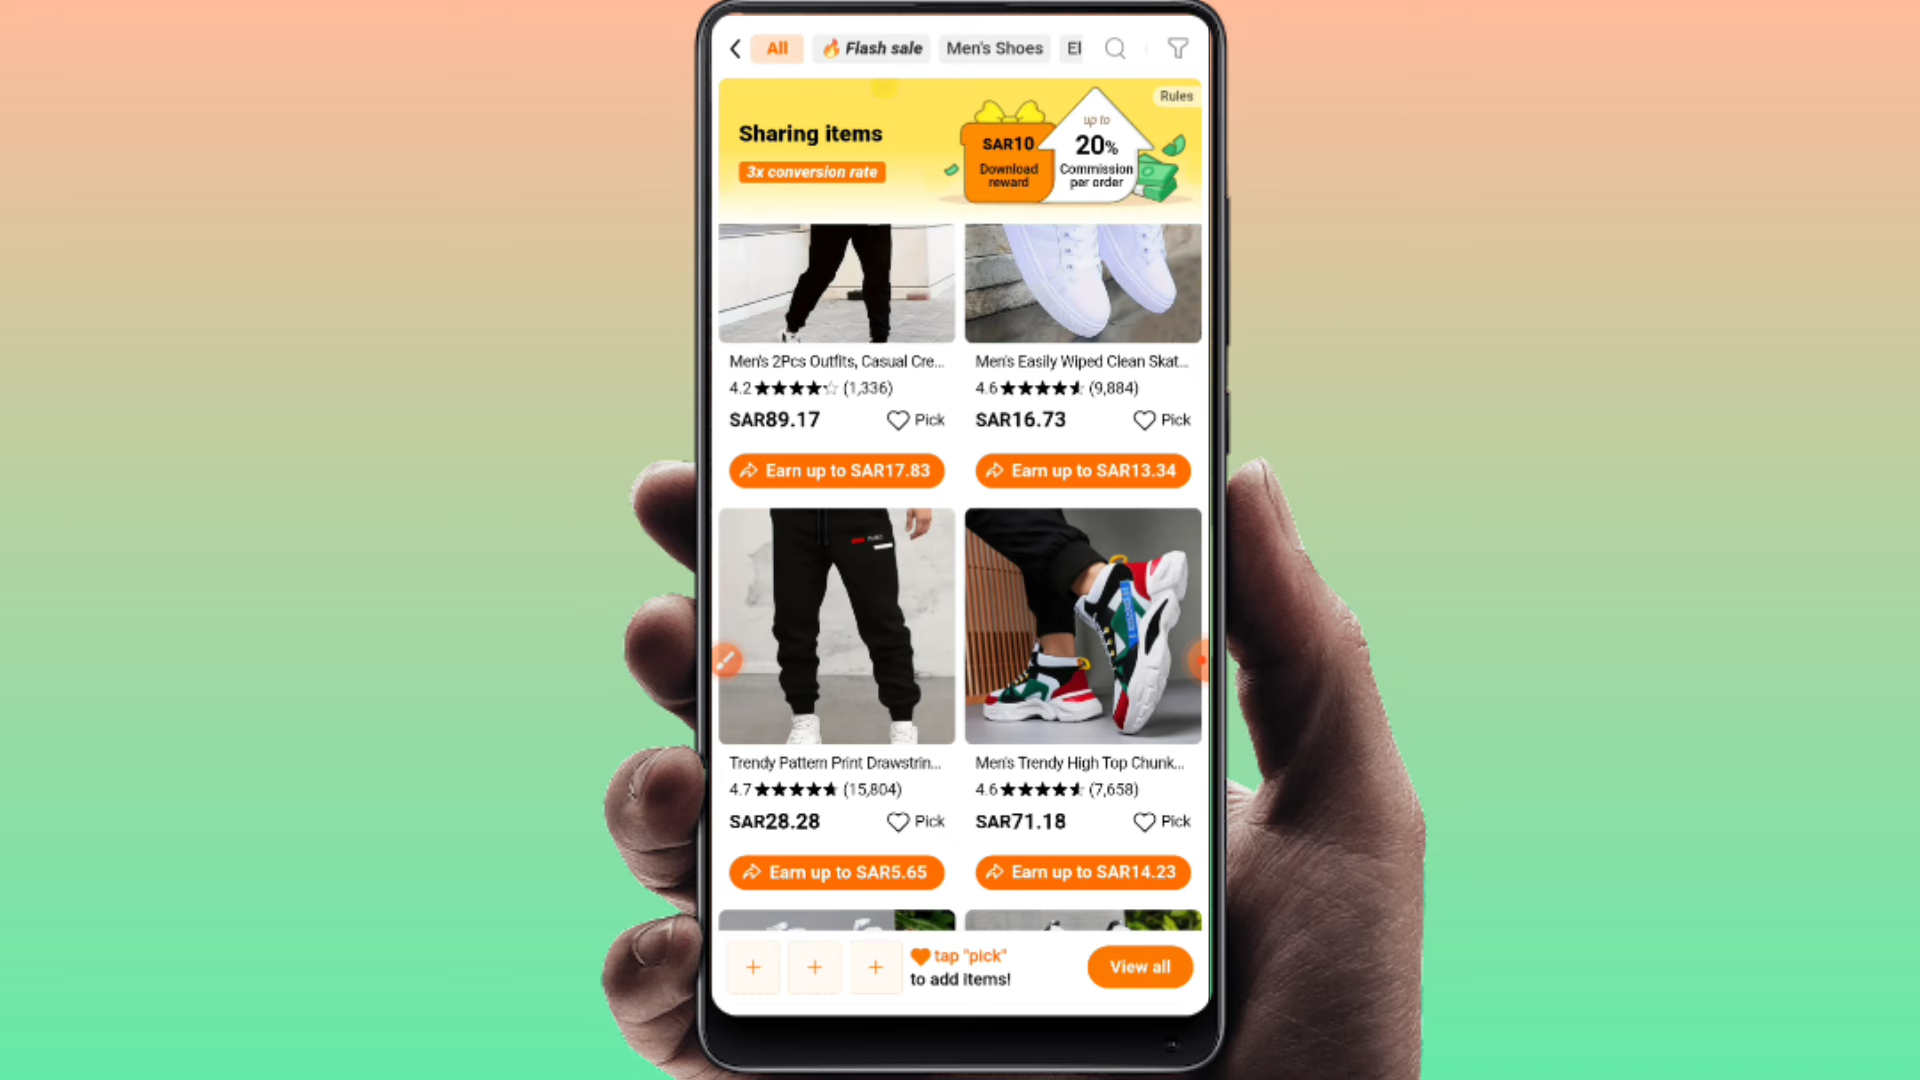 All
Flash sale
Men's Shoes
El
Rules
Sharing items
3x conversion rate
SAR10
Download
reward
up to
20%
Commission
per order
Men's 2Pcs Outfits, Casual Cre...
4.2 (1,336)
SAR89.17
Pick
Earn up to SAR17.83
Men's Easily Wiped Clean Skat...
4.6 (9,884)
SAR16.73
Pick
Earn up to SAR13.34
Trendy Pattern Print Drawstrin...
4.7 (15,804)
SAR28.28
Pick
Earn up to SAR5.65
Men's Trendy High Top Chunk...
4.6 (7,658)
SAR71.18
Pick
Earn up to SAR14.23
tap "pick"
to add items!
View all